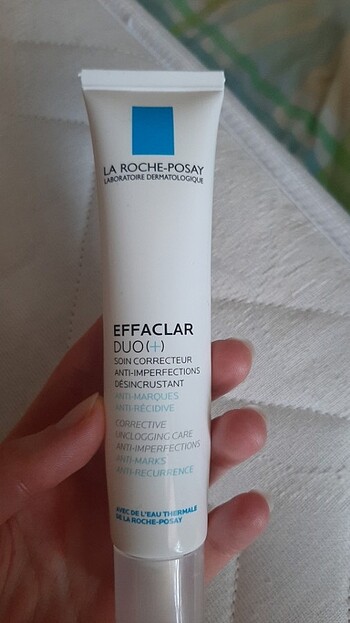 LA ROCHE-POSAY
LABORATOIRE DERMATOLOGIQUE
EFFACLAR
DUO(+)
SOIN CORRECTEUR
ANTI-IMPERFECTIONS
DÉSINCRUSTANT
ANTI-MARQUES
ANTI-RÉCIDIVE
CORRECTIVE
UNCLOGGING CARE
ANTI-IMPERFECTIONS
ANTI-MARKS
ANTI-RECURRENCE
AVEC DE L'EAU THERMALE
DE LA ROCHE-POSAY